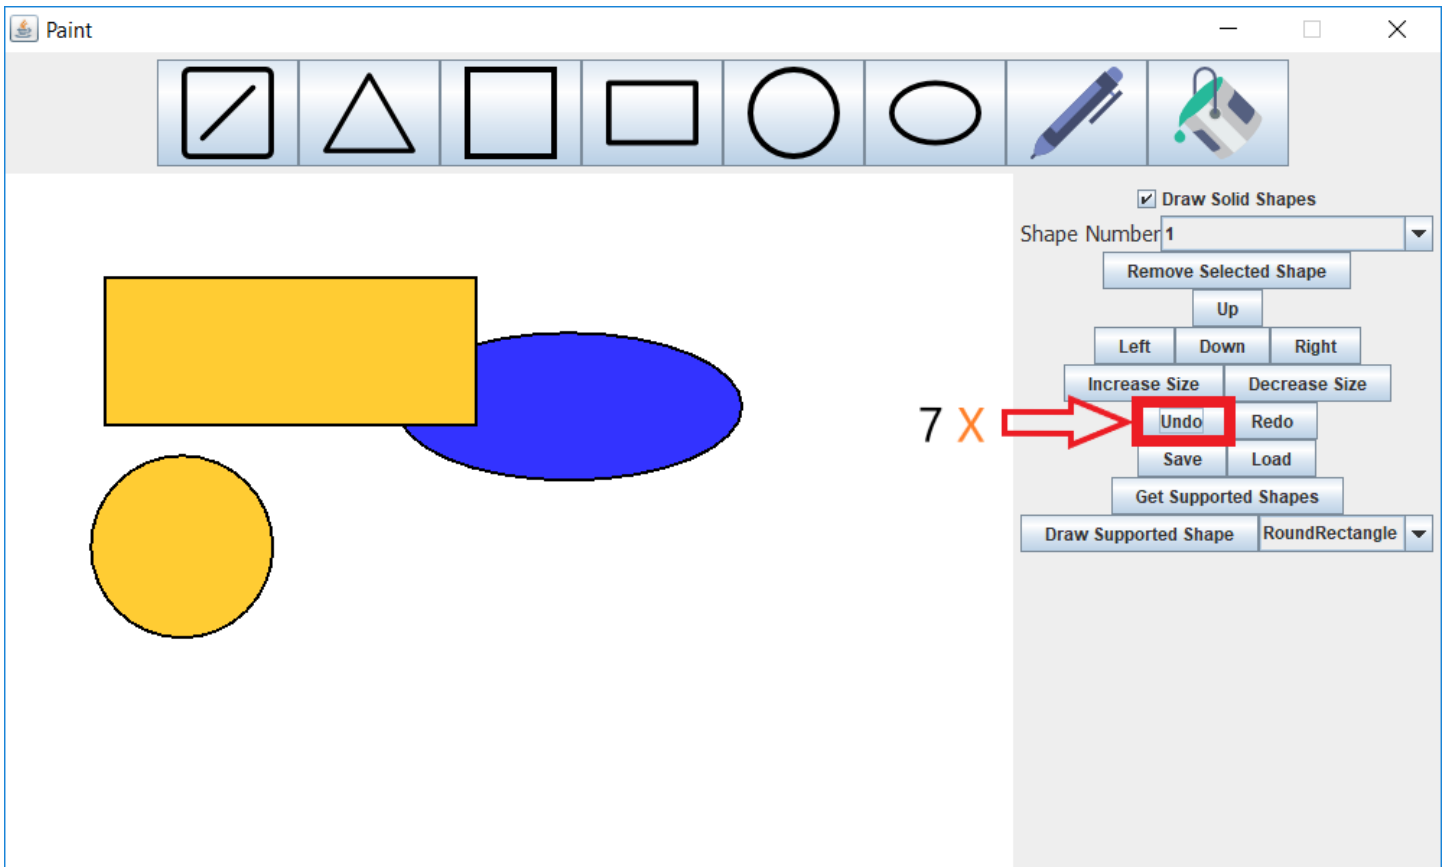 Paint
Draw Solid Shapes
Shape Number 1
Remove Selected Shape
Up
Left Down Right
Increase Size Decrease Size
7 X Undo Redo
Save Load
Get Supported Shapes
Draw Supported Shape RoundRectangle